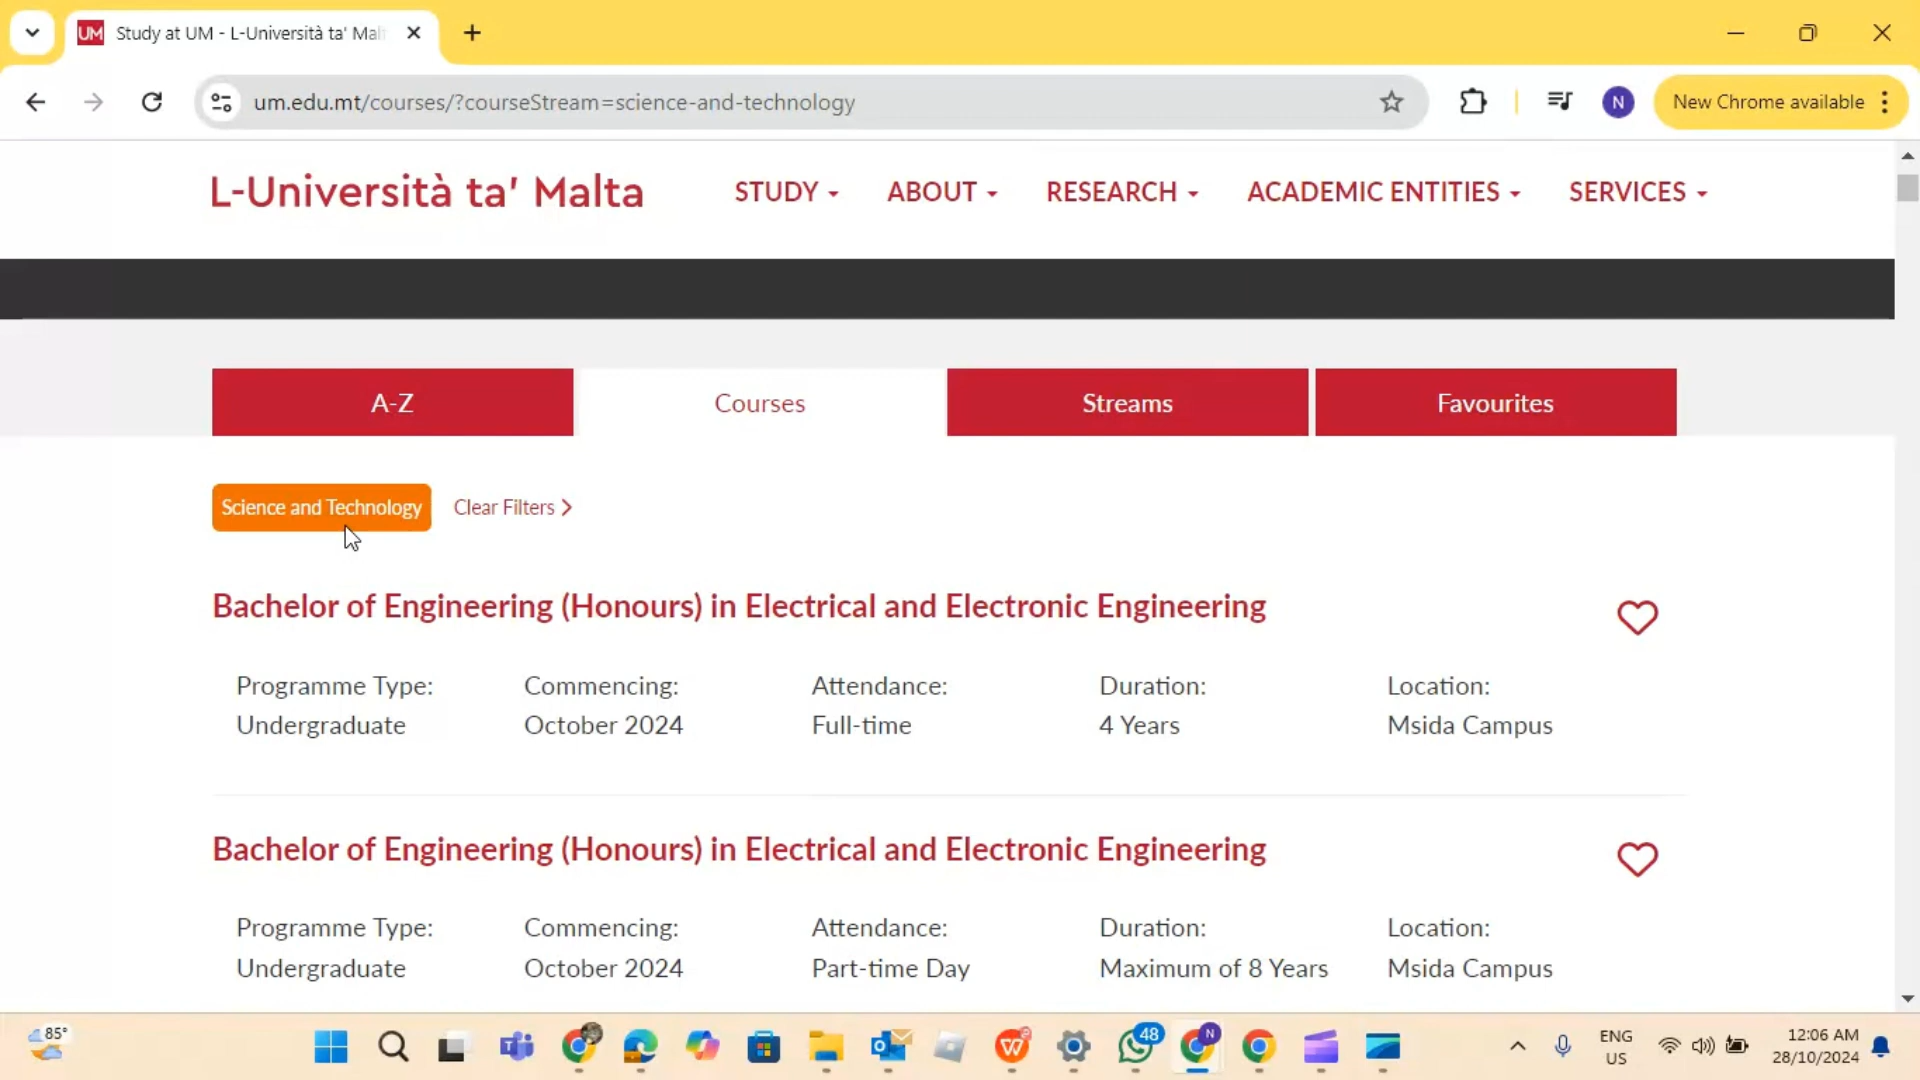 UM Study at UM - L-Università ta' Mal
um.edu.mt/courses/?courseStream=science-and-technology
N
New Chrome available
L-Università ta' Malta
STUDY ABOUT RESEARCH ACADEMIC ENTITIES SERVICES
A-Z Courses Streams Favourites
Science and Technology Clear Filters
Bachelor of Engineering (Honours) in Electrical and Electronic Engineering
Programme Type: Commencing: Attendance: Duration: Location:
Undergraduate October 2024 Full-time 4 Years Msida Campus
Bachelor of Engineering (Honours) in Electrical and Electronic Engineering
Programme Type: Commencing: Attendance: Duration: Location:
Undergraduate October 2024 Part-time Day Maximum of 8 Years Msida Campus
85°
48
N
ENG
US
12:06 AM
28/10/2024